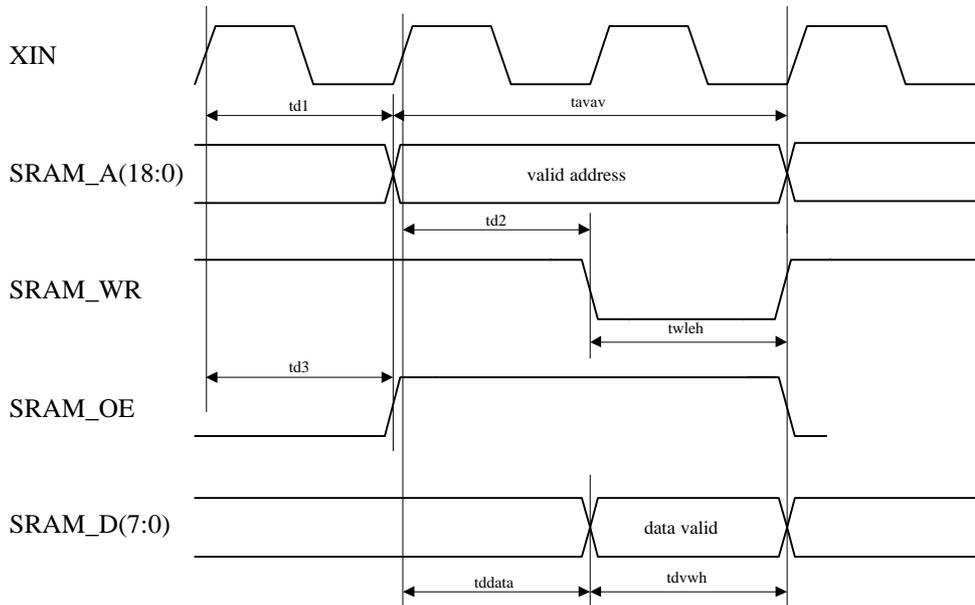 XIN
td1
tavav
SRAM_A(18:0)
valid address
td2
SRAM_WR
twleh
td3
SRAM_OE
SRAM_D(7:0)
data valid
tddata
tdvwh